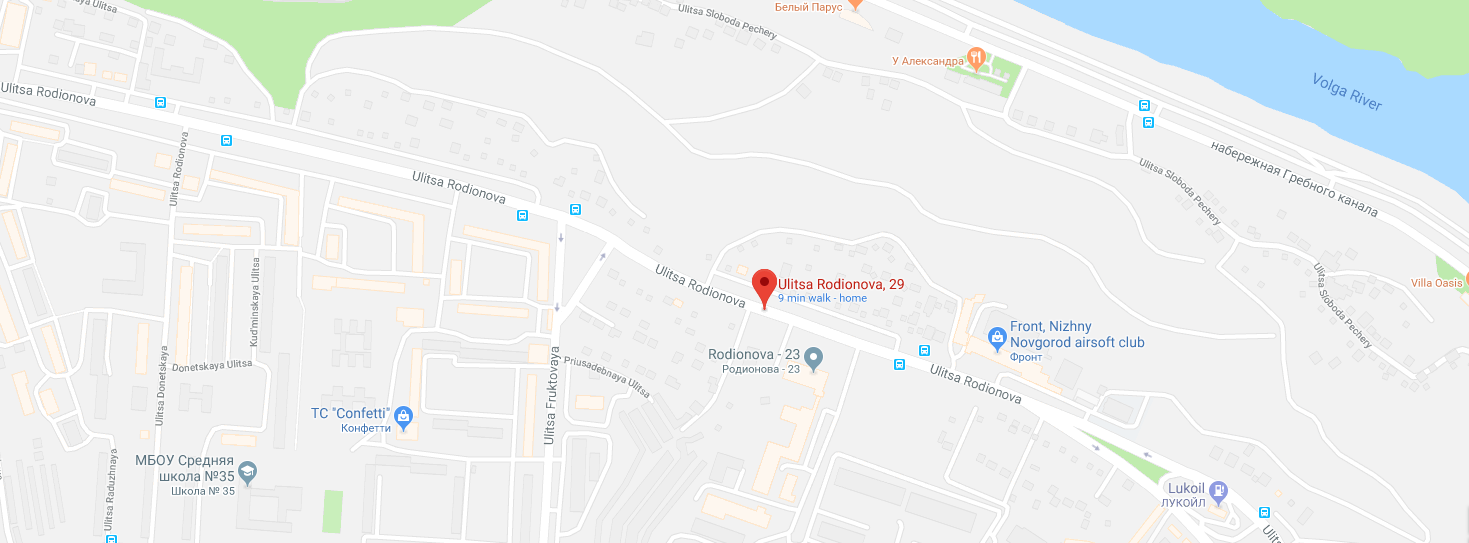 aya Ulitsa
Белый Парус
Ulitsa Sloboda Pechery
У Александра
Volga River
Ulitsa Rodionova
Ulitsa Rodionova
Ulitsa Rodionova
набережная Гребного канала
Ulitsa Sloboda Pechery
Ulitsa Rodionova
Ulitsa Rodionova, 29
9 min walk - home
Villa Oasis
Ulitsa Sloboda Pechery
Kud'minskaya Ulitsa
Front, Nizhny
Novgorod airsoft club
Фронт
Rodionova - 23
Родионова - 23
Donetskaya Ulitsa
Ulitsa Donetskaya
Priusadebnaya Ulitsa
Ulitsa Rodionova
Ulitsa Fruktovaya
ТС "Confetti"
Конфетти
МБОУ Средняя
школа №35
Школа № 35
Ulitsa Raduzhnaya
Lukoil
ЛУКОЙЛ
Ulits